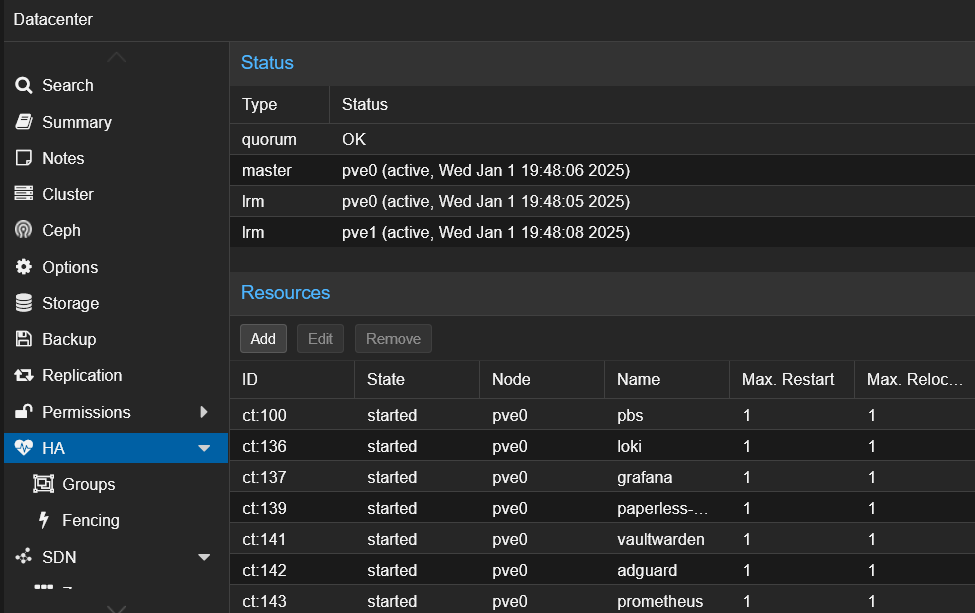 Datacenter
Search
Summary
Notes
Cluster
Ceph
Options
Storage
Backup
Replication
Permissions
HA
Groups
Fencing
SDN
Status
Type Status
quorum OK
master pve0 (active, Wed Jan 1 19:48:06 2025)
lrm pve0 (active, Wed Jan 1 19:48:05 2025)
lrm pve1 (active, Wed Jan 1 19:48:08 2025)
Resources
Add Edit Remove
ID State Node Name Max. Restart Max. Reloc...
ct:100 started pve0 pbs 1 1
ct:136 started pve0 loki 1 1
ct:137 started pve0 grafana 1 1
ct:139 started pve0 paperless-... 1 1
ct:141 started pve0 vaultwarden 1 1
ct:142 started pve0 adguard 1 1
ct:143 started pve0 prometheus 1 1